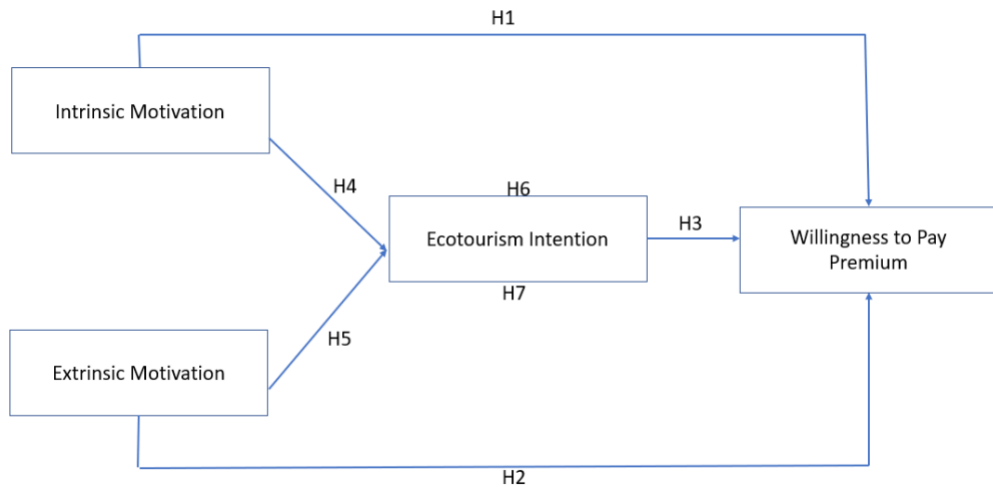 H1
Intrinsic Motivation
H4
H6
Ecotourism Intention
H3
Willingness to Pay
Premium
H7
H5
Extrinsic Motivation
H2